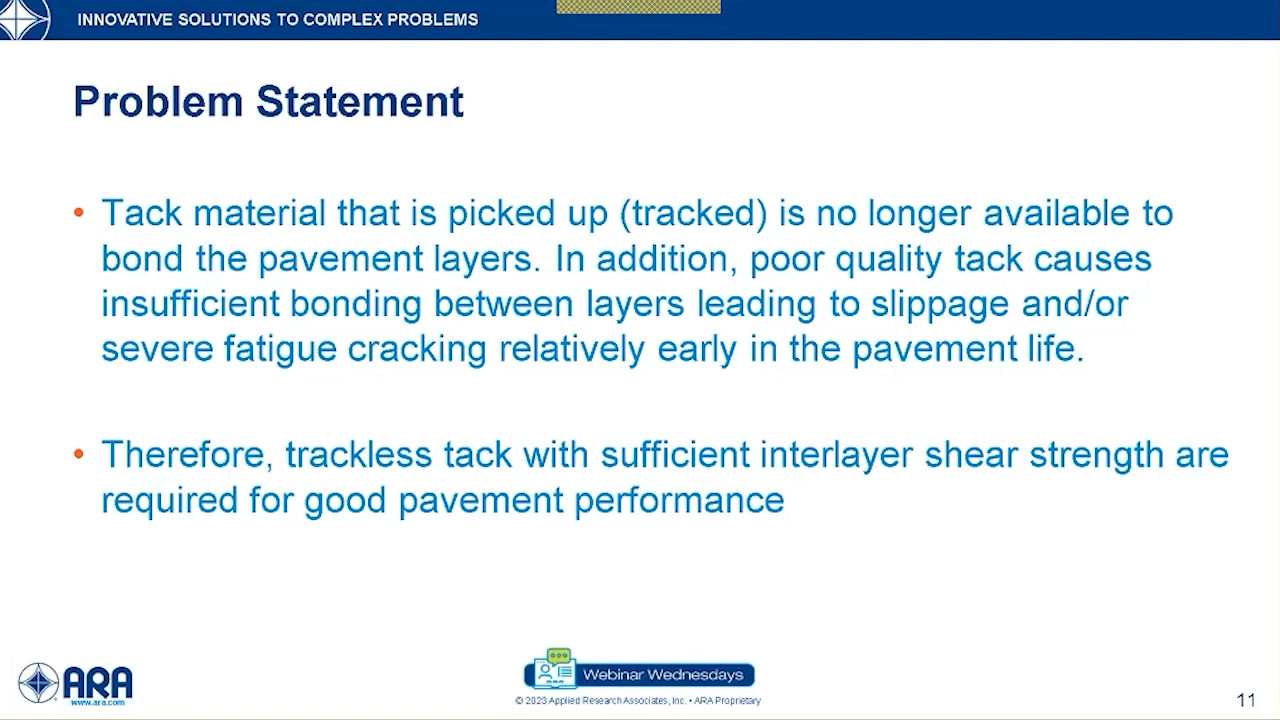 INNOVATIVE SOLUTIONS TO COMPLEX PROBLEMS
Problem Statement
• Tack material that is picked up (tracked) is no longer available to
bond the pavement layers. In addition, poor quality tack causes
insufficient bonding between layers leading to slippage and/or
severe fatigue cracking relatively early in the pavement life.
• Therefore, trackless tack with sufficient interlayer shear strength are
required for good pavement performance
ARA
www.ara.com
ARA
Webinar Wednesdays
© 2023 Applied Research Associates, Inc. • ARA Proprietary
11